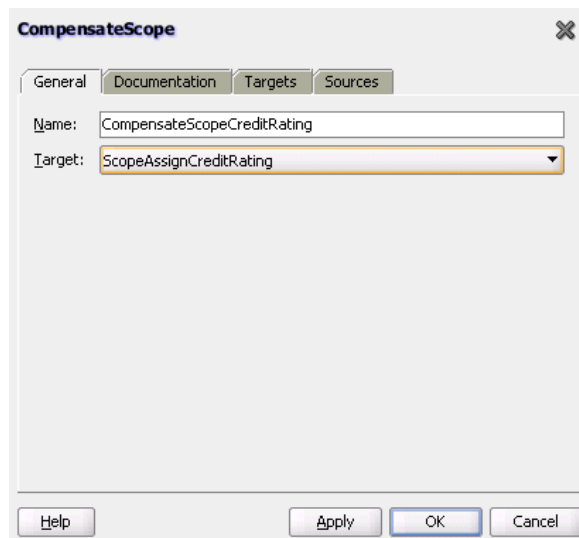 CompensateScope
General Documentation Targets Sources
Name: CompensateScopeCreditRating
Target: ScopeAssignCreditRating
Help Apply OK Cancel